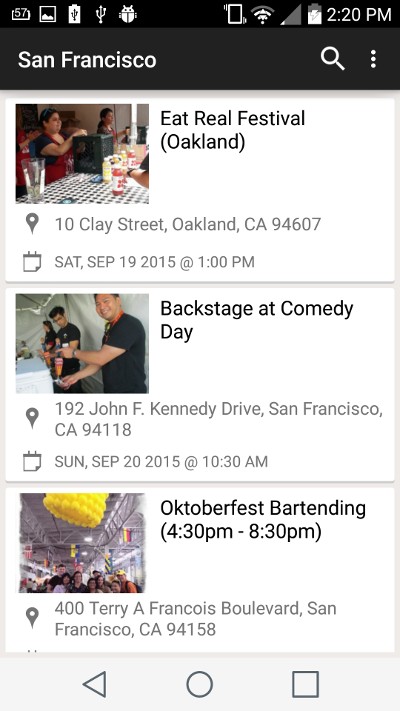 57
2:20 PM
San Francisco
Eat Real Festival
(Oakland)
10 Clay Street, Oakland, CA 94607
SAT, SEP 19 2015 @ 1:00 PM
Backstage at Comedy
Day
192 John F. Kennedy Drive, San Francisco,
CA 94118
SUN, SEP 20 2015 @ 10:30 AM
Oktoberfest Bartending
(4:30pm - 8:30pm)
400 Terry A Francois Boulevard, San
Francisco, CA 94158